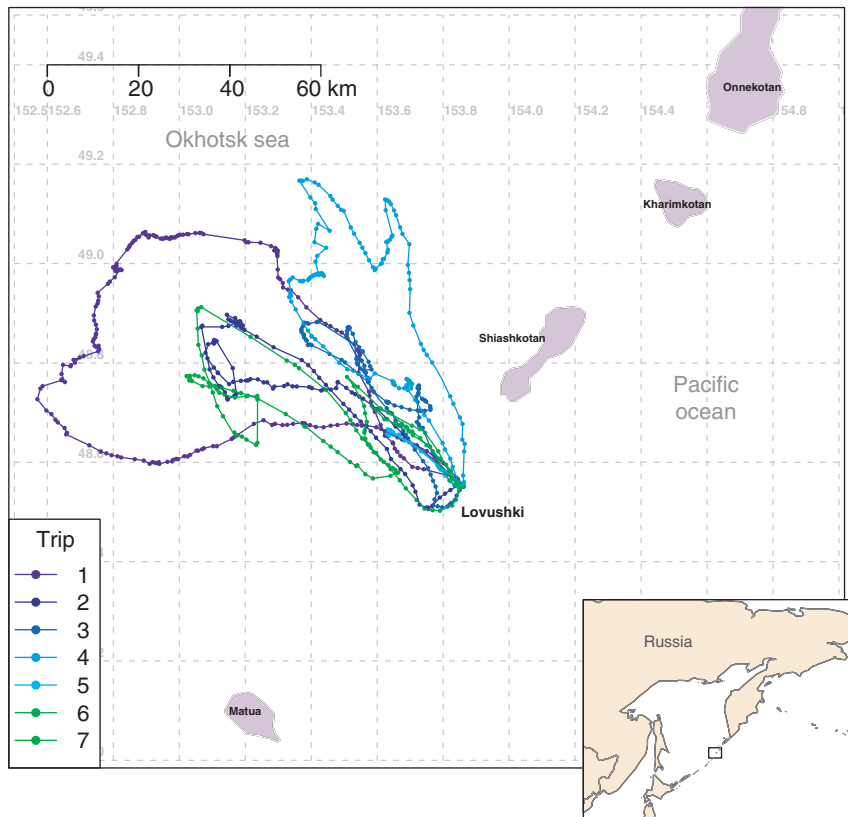 49.4
0 20 40 60 km
152.5 152.6 152.8 153.0 153.2 153.4 153.6 153.8 154.0 154.2 154.4 154.8
Onnekotan
Okhotsk sea
49.2
Kharimkotan
49.0
Shiashkotan
Pacific
ocean
Lovushki
Trip
1
2
3
4
5
6
7
Russia
Matua